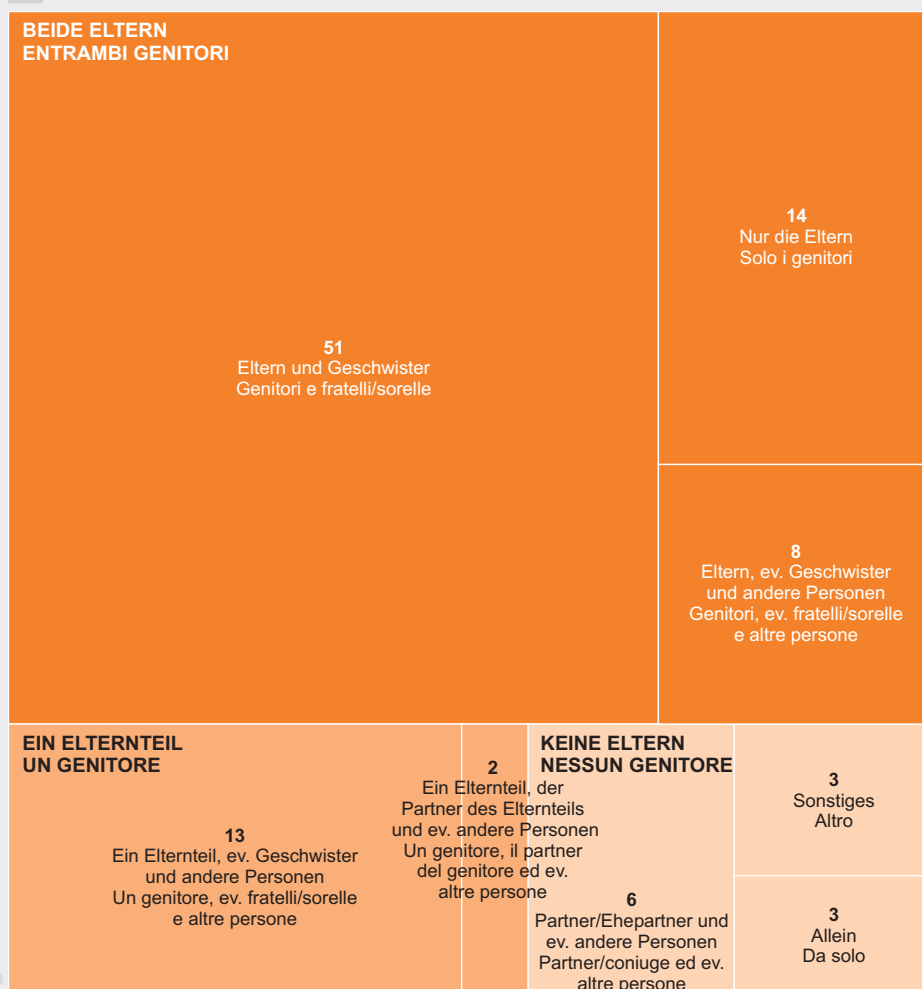 BEIDE ELTERN
ENTRAMBI GENITORI
51
Eltern und Geschwister
Genitori e fratelli/sorelle
14
Nur die Eltern
Solo i genitori
8
Eltern, ev. Geschwister
und andere Personen
Genitori, ev. fratelli/sorelle
e altre persone
EIN ELTERNTEIL
UN GENITORE
13
Ein Elternteil, ev. Geschwister
und andere Personen
Un genitore, ev. fratelli/sorelle
e altre persone
2
Ein Elternteil, der
Partner des Elternteils
und ev. andere Personen
Un genitore, il partner
del genitore ed ev.
altre persone
KEINE ELTERN
NESSUN GENITORE
6
Partner/Ehepartner und
ev. andere Personen
Partner/coniuge ed ev.
altre persone
3
Sonstiges
Altro
3
Allein
Da solo